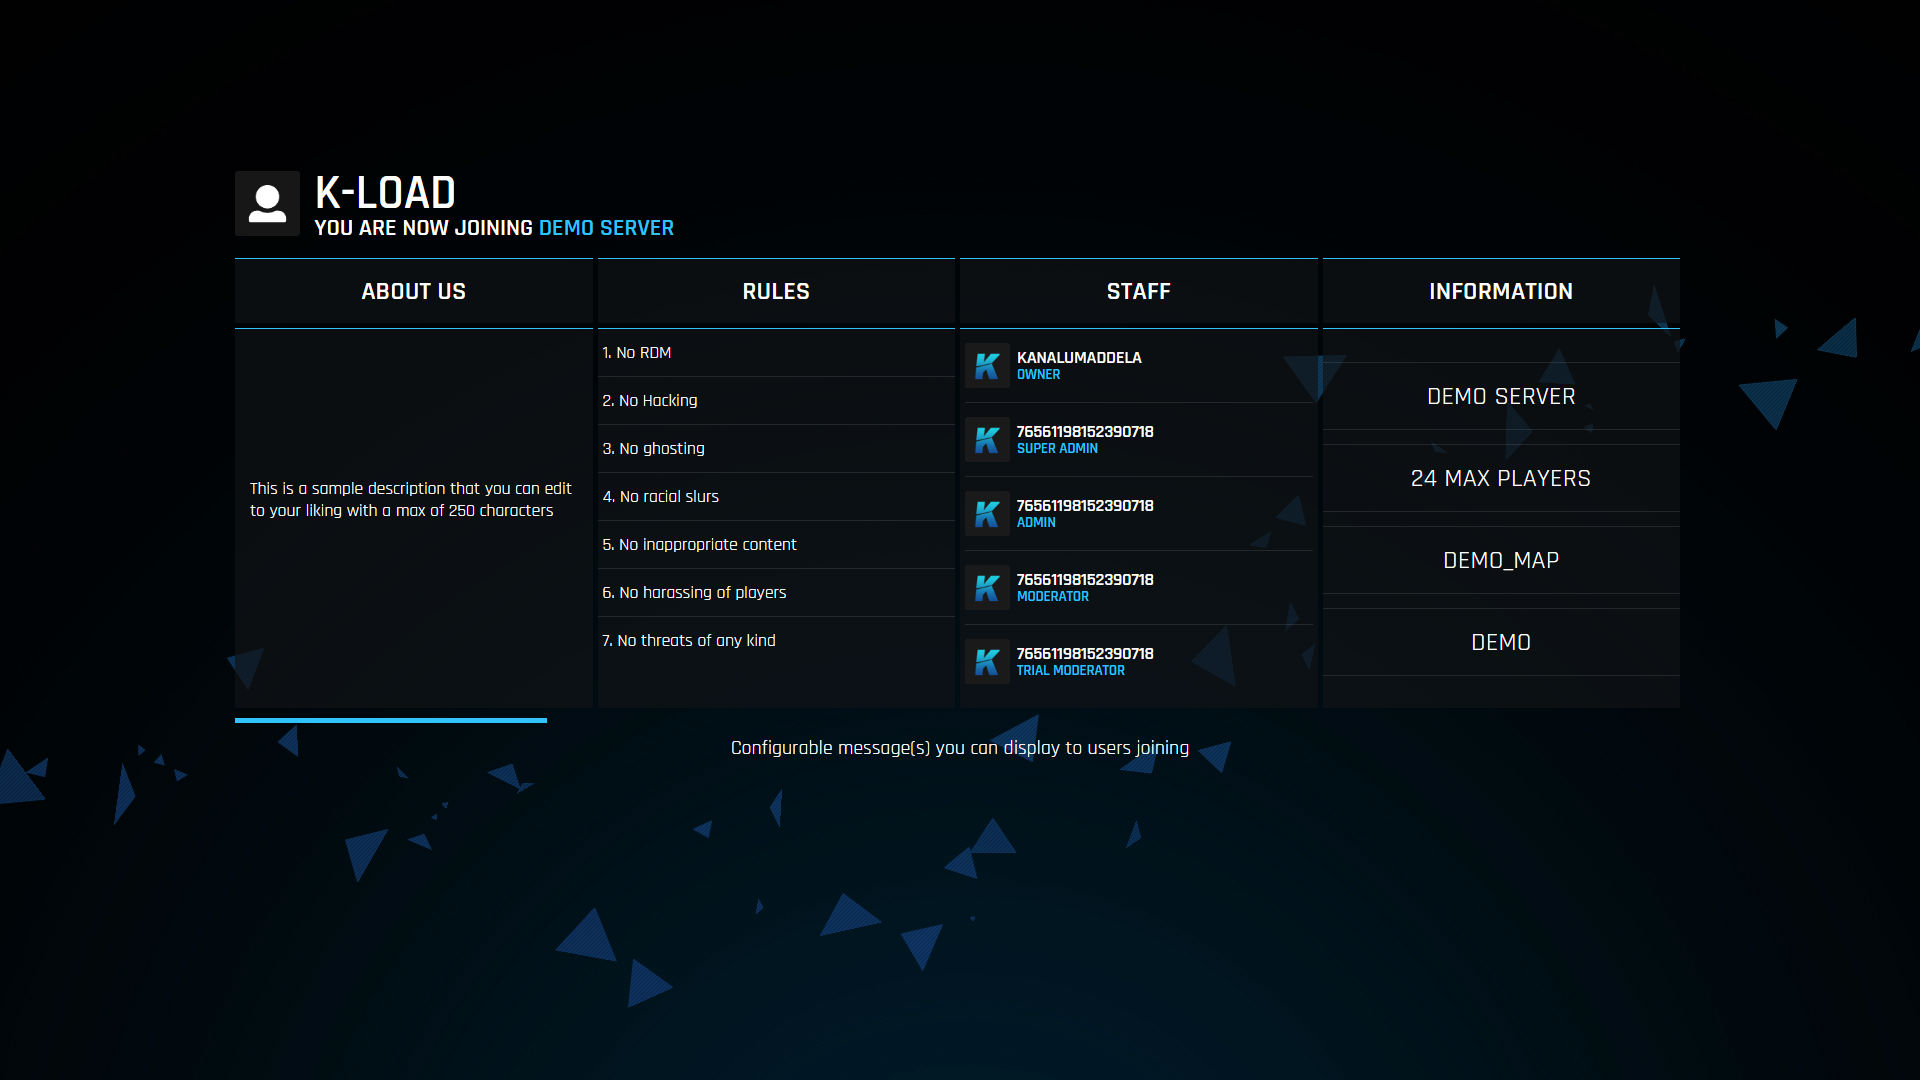 K-LOAD
YOU ARE NOW JOINING DEMO SERVER
ABOUT US
This is a sample description that you can edit
to your liking with a max of 250 characters
RULES
1. No RDM
2. No Hacking
3. No ghosting
4. No racial slurs
5. No inappropriate content
6. No harassing of players
7. No threats of any kind
STAFF
KANALUMADDELA
OWNER
76561198152390718
SUPER ADMIN
76561198152390718
ADMIN
76561198152390718
MODERATOR
76561198152390718
TRIAL MODERATOR
INFORMATION
DEMO SERVER
24 MAX PLAYERS
DEMO_MAP
DEMO
Configurable message(s) you can display to users joining